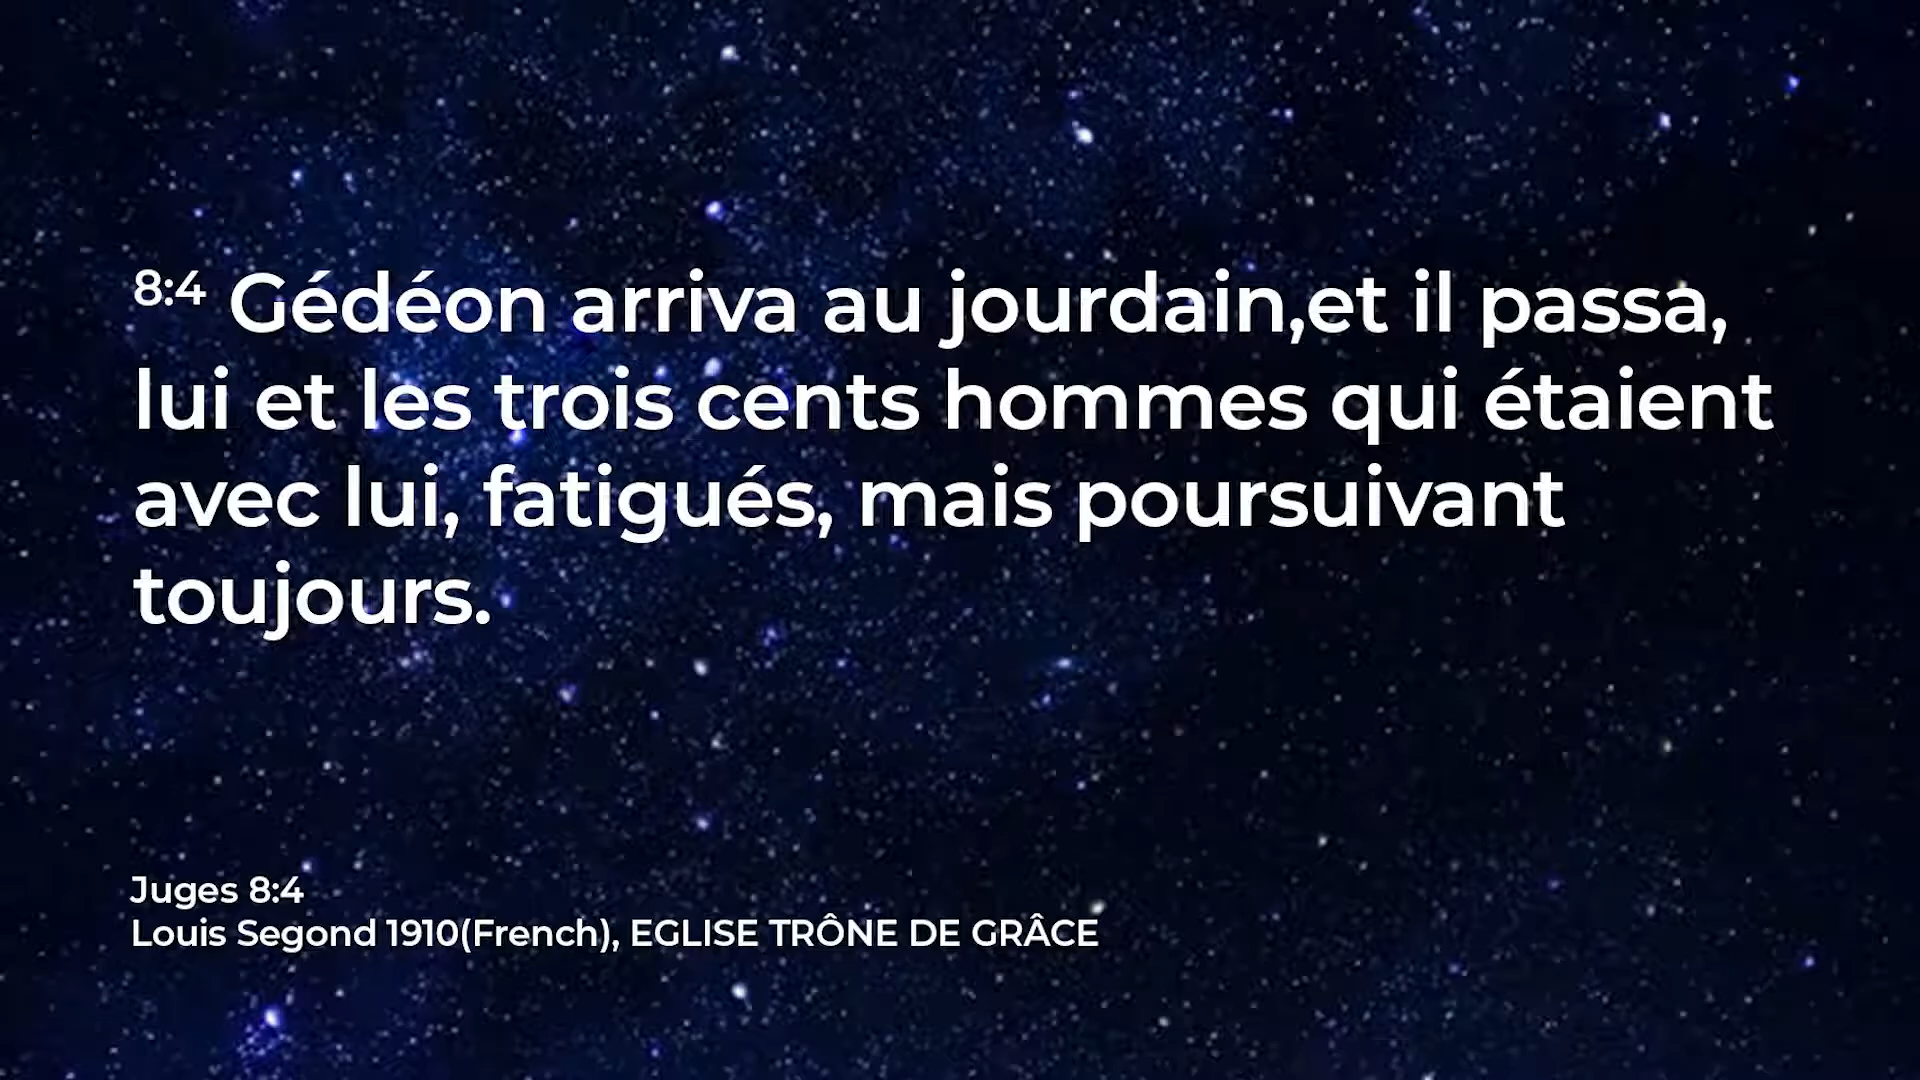 8:4 Gédéon arriva au jourdain,et il passa,
lui et les trois cents hommes qui étaient
avec lui, fatigués, mais poursuivant
toujours.
Juges 8:4
Louis Segond 1910(French), EGLISE TRÔNE DE GRÂCE